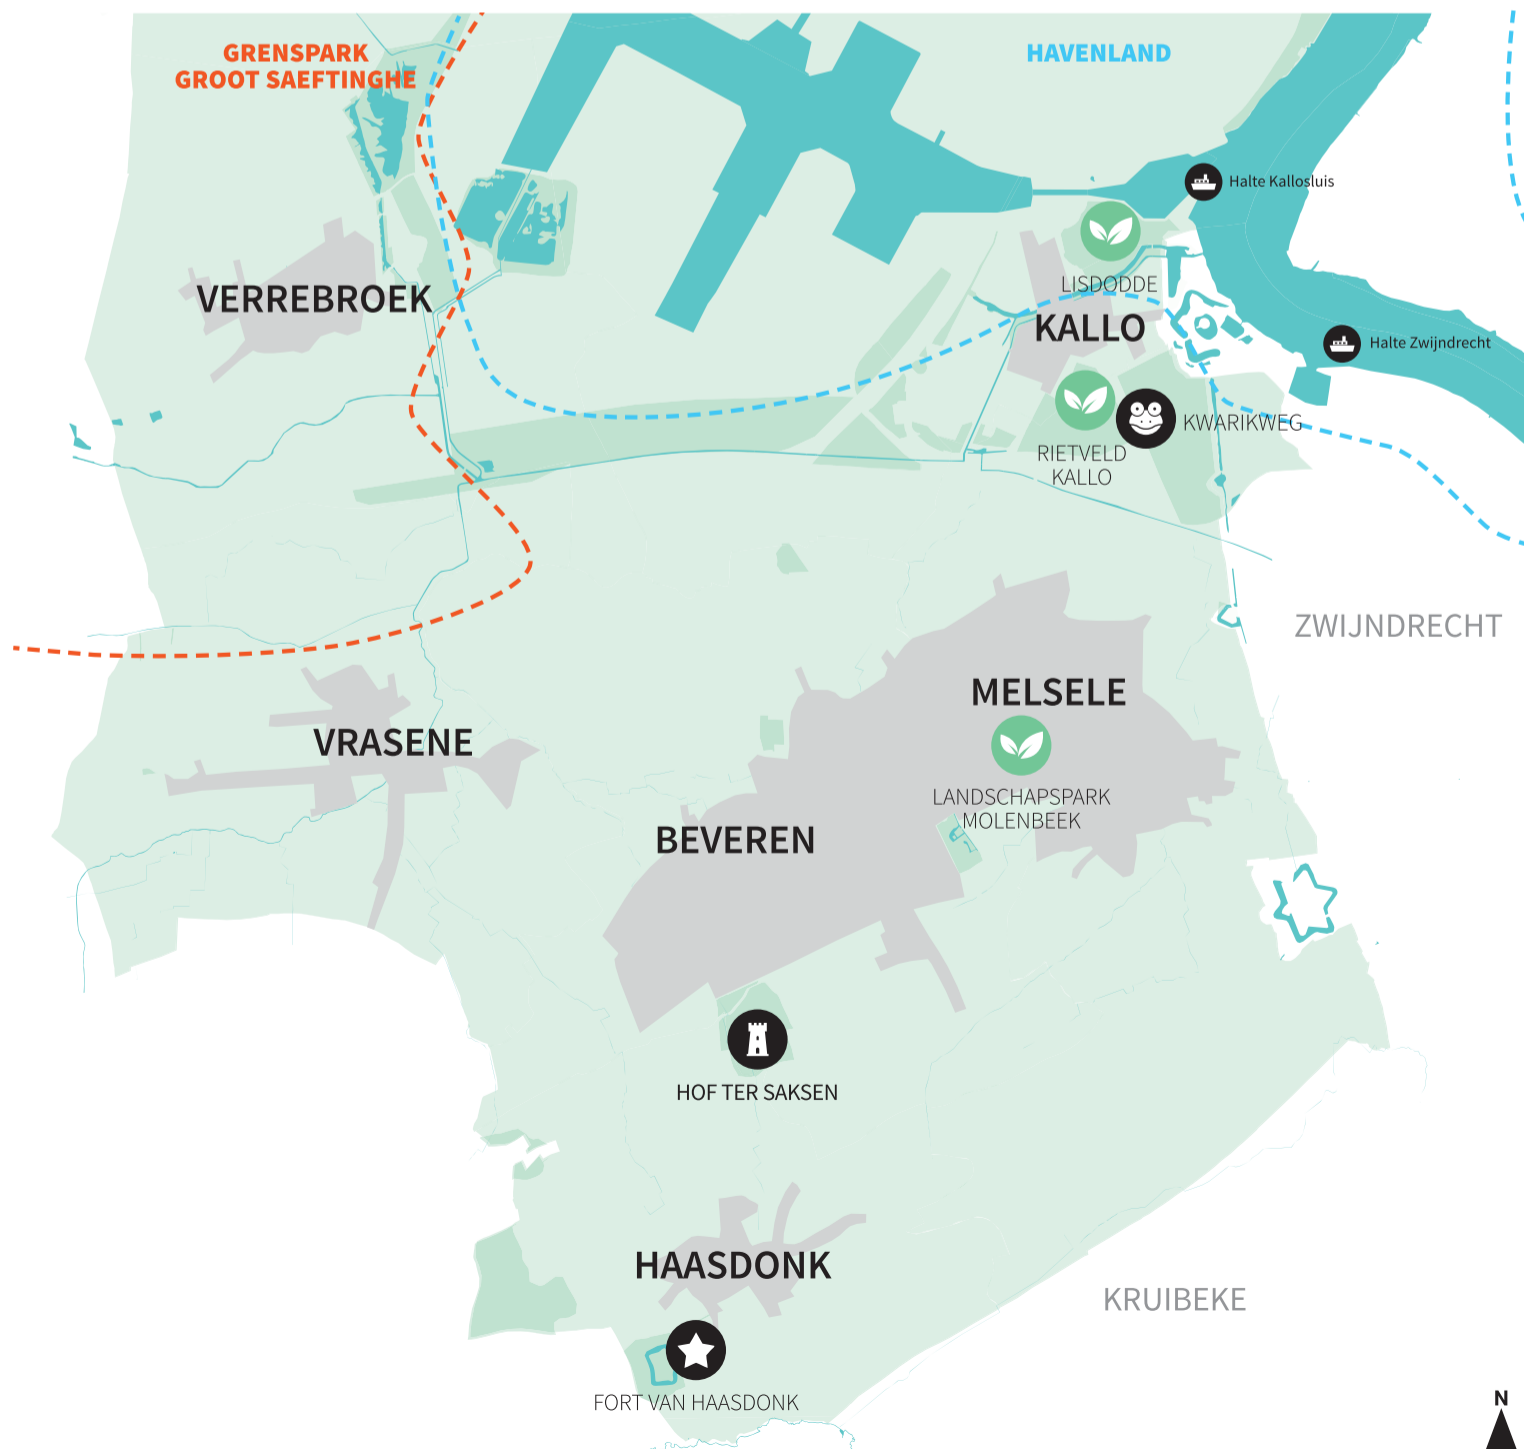 GRENSPARK
GROOT SAEFTINGHE
HAVENLAND
Halte Kallosluis
LISDODDE
VERREBROEK
KALLO
Halte Zwijndrecht
KWARIKWEG
RIETVELD
KALLO
ZWIJNDRECHT
MELSELE
VRASENE
LANDSCHAPSPARK
MOLENBEEK
BEVEREN
HOF TER SAKSEN
HAASDONK
KRUIBEKE
FORT VAN HAASDONK
N